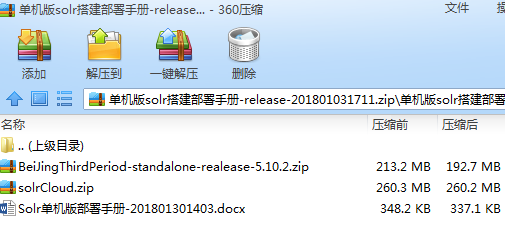 单机版solr搭建部署手册-release... - 360压缩
文件
添加
解压到
一键解压
删除
单机版solr搭建部署手册-release-201801031711.zip\单机版solr搭建部署
名称
压缩前
压缩后
.. (上级目录)
BeiJingThirdPeriod-standalone-realease-5.10.2.zip
213.2 MB
192.7 MB
solrCloud.zip
260.3 MB
260.2 MB
Solr单机版部署手册-201801301403.docx
348.2 KB
337.1 KB